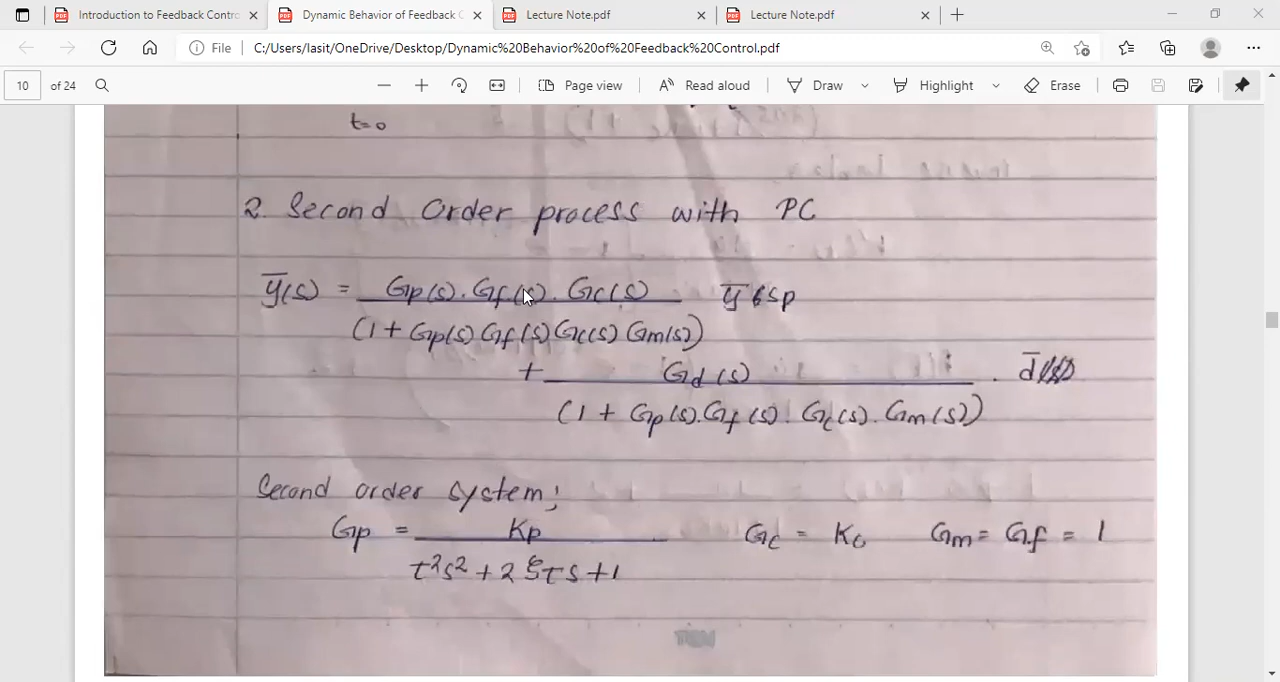 Introduction to Feedback Contro
Dynamic Behavior of Feedback C
Lecture Note.pdf
Lecture Note.pdf
File
C:/Users/lasit/OneDrive/Desktop/Dynamic%20Behavior%20of%20Feedback%20Control.pdf
10 of 24
Page view
Read aloud
Draw
Highlight
Erase
t=0
2. Second Order process with PC
ȳ(s) = Gp(s).Gf(s).Gc(s) ȳsp
(1 + Gp(s)Gf(s)Gc(s)Gm(s))
+ Gd(s) . d̄
(1 + Gp(s).Gf(s).Gc(s).Gm(s))
Second order system;
Gp = Kp Gc = Kc Gm = Gf = 1
τ²s² + 2ξτs + 1